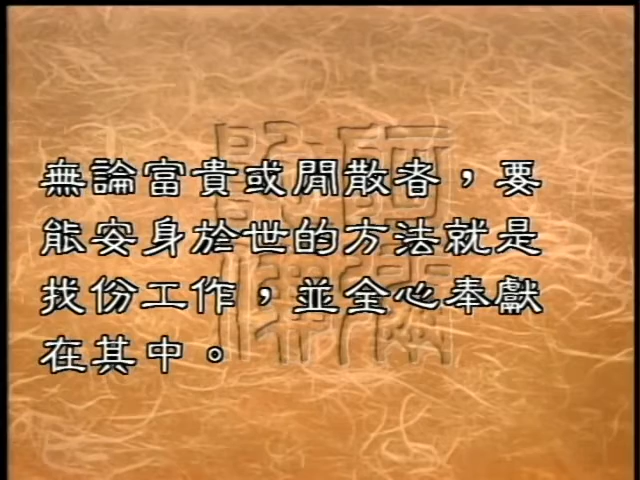 無論富貴或閒散者，要
能安身於世的方法就是
找份工作，並全心奉獻
在其中。